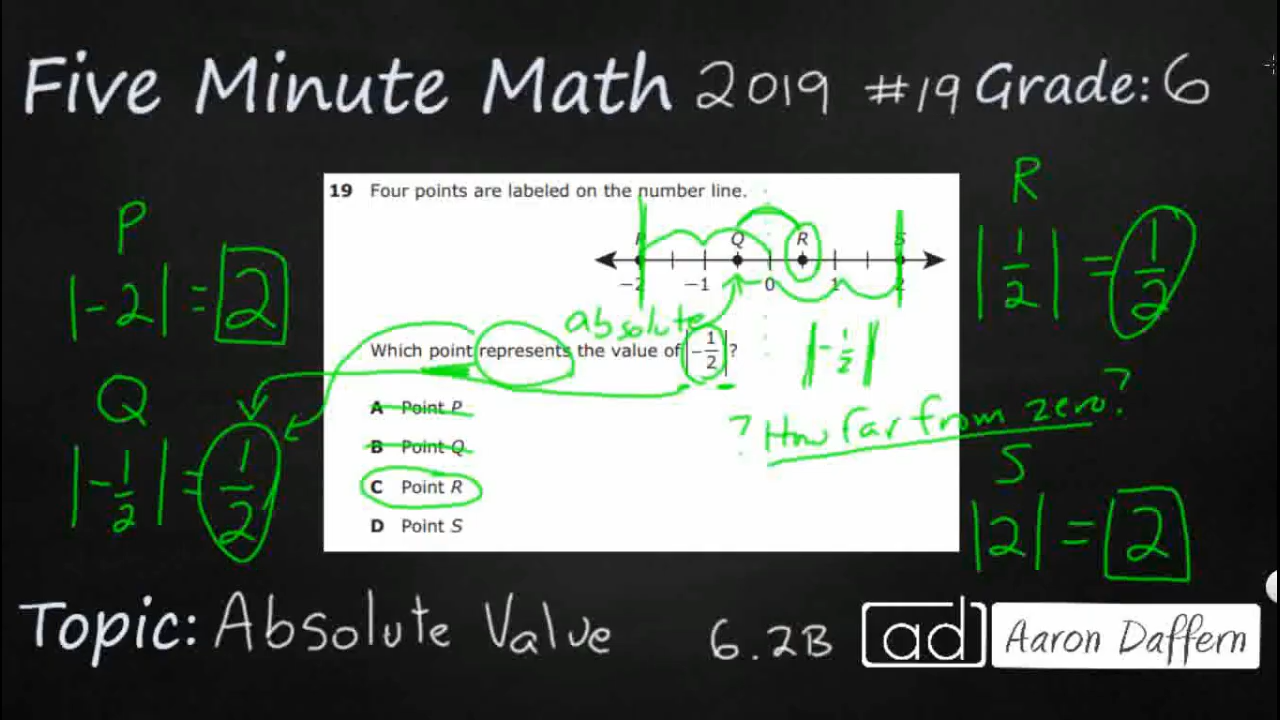 Five Minute Math 2019 #19 Grade: 6
19 Four points are labeled on the number line.
P Q R S
−2 −1 0 1 2
absolute
Which point represents the value of |−1/2|?
|-1/2|
A Point P
B Point Q
C Point R
D Point S
? How far from zero?
P
|-2| = 2
Q
|-1/2| = 1/2
R
|1/2| = 1/2
S
|2| = 2
Topic: Absolute Value 6.2B ad Aaron Daffern